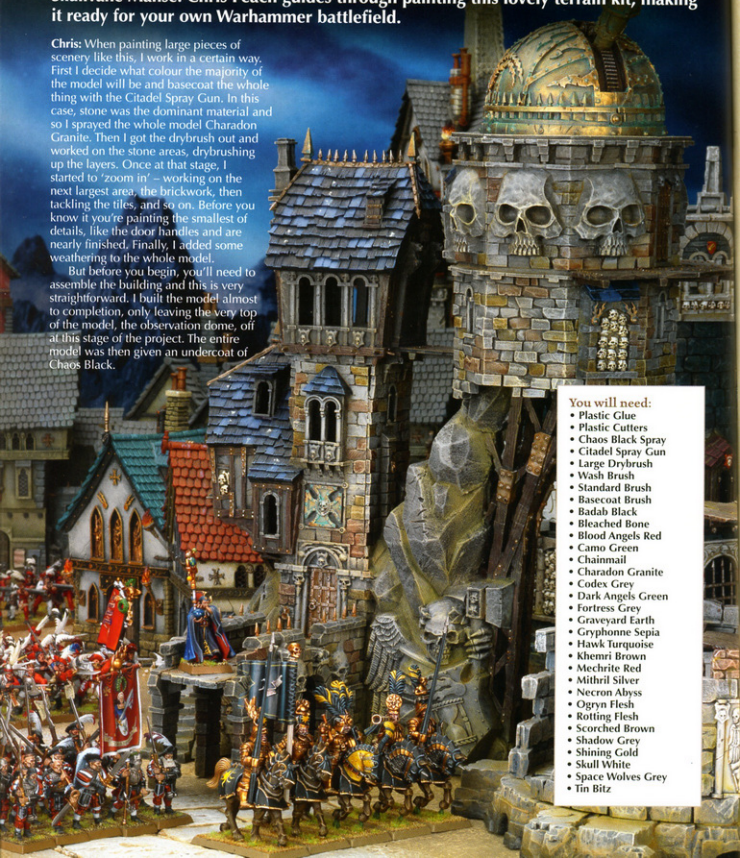 it ready for your own Warhammer battlefield.
Chris: When painting large pieces of
scenery like this, I work in a certain way.
First I decide what colour the majority of
the model will be and basecoat the whole
thing with the Citadel Spray Gun. In this
case, stone was the dominant material and
so I sprayed the whole model Charadon
Granite. Then I got the drybrush out and
worked on the stone areas, drybrushing
up the layers. Once at that stage, I
started to 'zoom in' – working on the
next largest area, the brickwork, then
tackling the tiles, and so on. Before you
know it you're painting the smallest of
details, like the door handles and are
nearly finished. Finally, I added some
weathering to the whole model.
But before you begin, you'll need to
assemble the building and this is very
straightforward. I built the model almost
to completion, only leaving the very top
of the model, the observation dome, off
at this stage of the project. The entire
model was then given an undercoat of
Chaos Black.
You will need:
• Plastic Glue
• Plastic Cutters
• Chaos Black Spray
• Citadel Spray Gun
• Large Drybrush
• Wash Brush
• Standard Brush
• Basecoat Brush
• Badab Black
• Bleached Bone
• Blood Angels Red
• Camo Green
• Chainmail
• Charadon Granite
• Codex Grey
• Dark Angels Green
• Fortress Grey
• Graveyard Earth
• Gryphonne Sepia
• Hawk Turquoise
• Khemri Brown
• Mechrite Red
• Mithril Silver
• Necron Abyss
• Ogryn Flesh
• Rotting Flesh
• Scorched Brown
• Shadow Grey
• Shining Gold
• Skull White
• Space Wolves Grey
• Tin Bitz